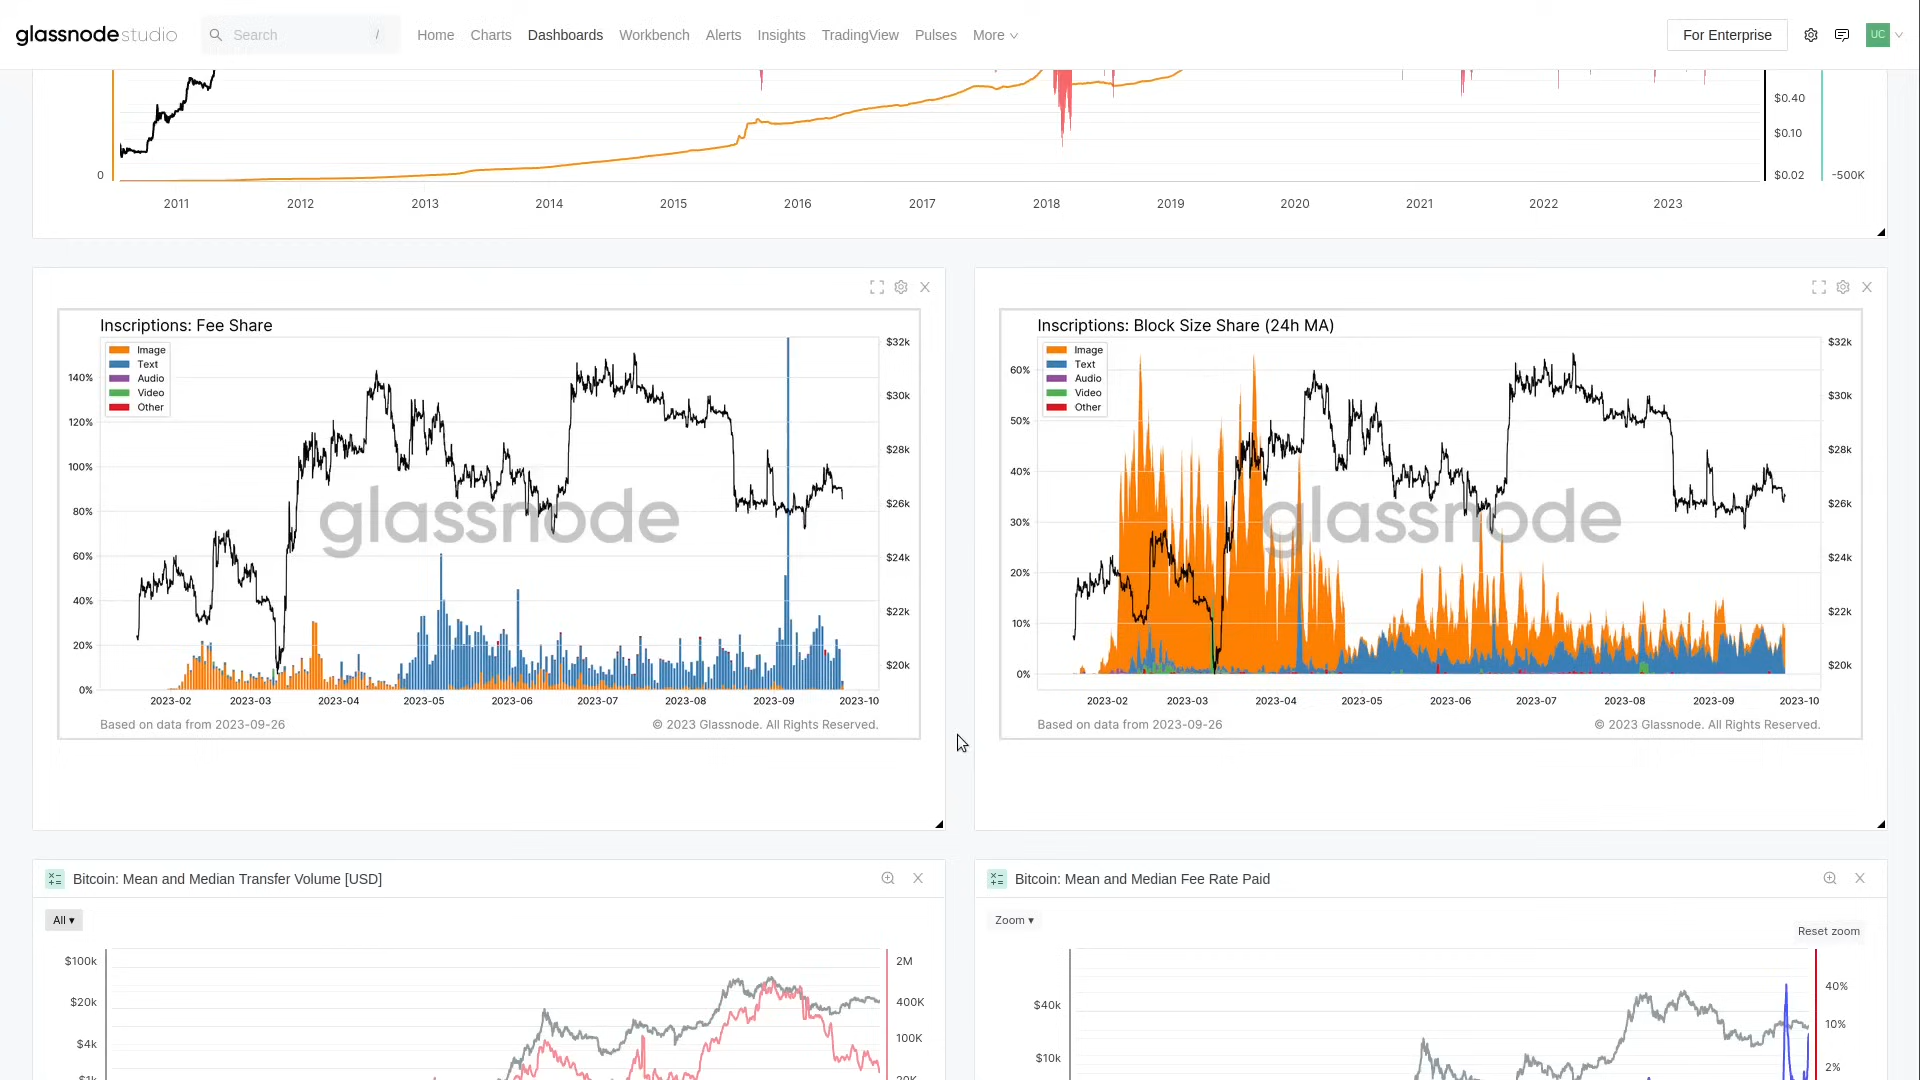 glassnodestudio
Search /
Home Charts Dashboards Workbench Alerts Insights TradingView Pulses More
For Enterprise
UC
$0.40
$0.10
0
$0.02
-500K
2011 2012 2013 2014 2015 2016 2017 2018 2019 2020 2021 2022 2023
Inscriptions: Fee Share
Image
Text
Audio
Video
Other
140%
120%
100%
80%
60%
40%
20%
0%
$32k
$30k
$28k
$26k
$24k
$22k
$20k
glassnode
2023-02 2023-03 2023-04 2023-05 2023-06 2023-07 2023-08 2023-09 2023-10
Based on data from 2023-09-26
© 2023 Glassnode. All Rights Reserved.
Inscriptions: Block Size Share (24h MA)
Image
Text
Audio
Video
Other
60%
50%
40%
30%
20%
10%
0%
$32k
$30k
$28k
$26k
$24k
$22k
$20k
glassnode
2023-02 2023-03 2023-04 2023-05 2023-06 2023-07 2023-08 2023-09 2023-10
Based on data from 2023-09-26
© 2023 Glassnode. All Rights Reserved.
Bitcoin: Mean and Median Transfer Volume [USD]
All ▾
$100k
$20k
$4k
2M
400K
100K
Bitcoin: Mean and Median Fee Rate Paid
Zoom ▾
Reset zoom
$40k
$10k
40%
10%
2%